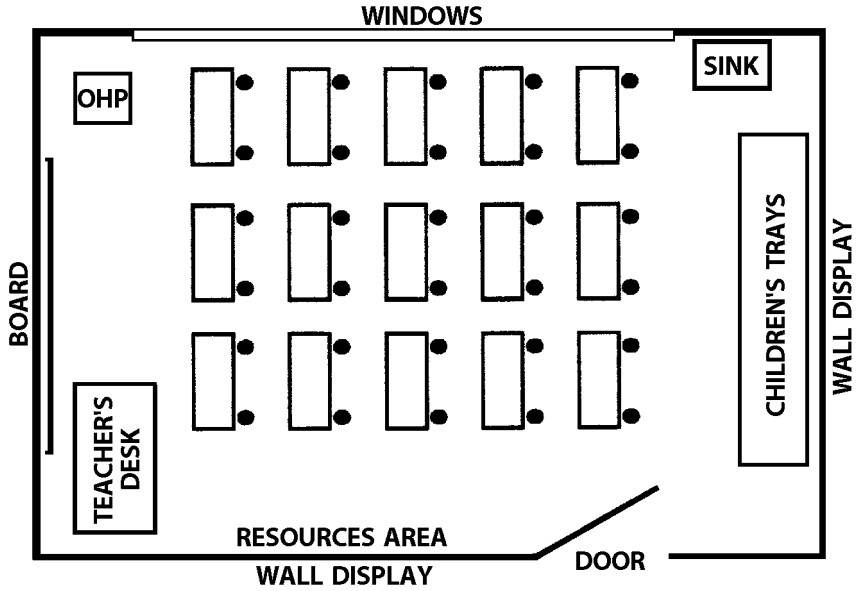 WINDOWS
SINK
OHP
BOARD
CHILDREN'S TRAYS
WALL DISPLAY
TEACHER'S
DESK
RESOURCES AREA
DOOR
WALL DISPLAY